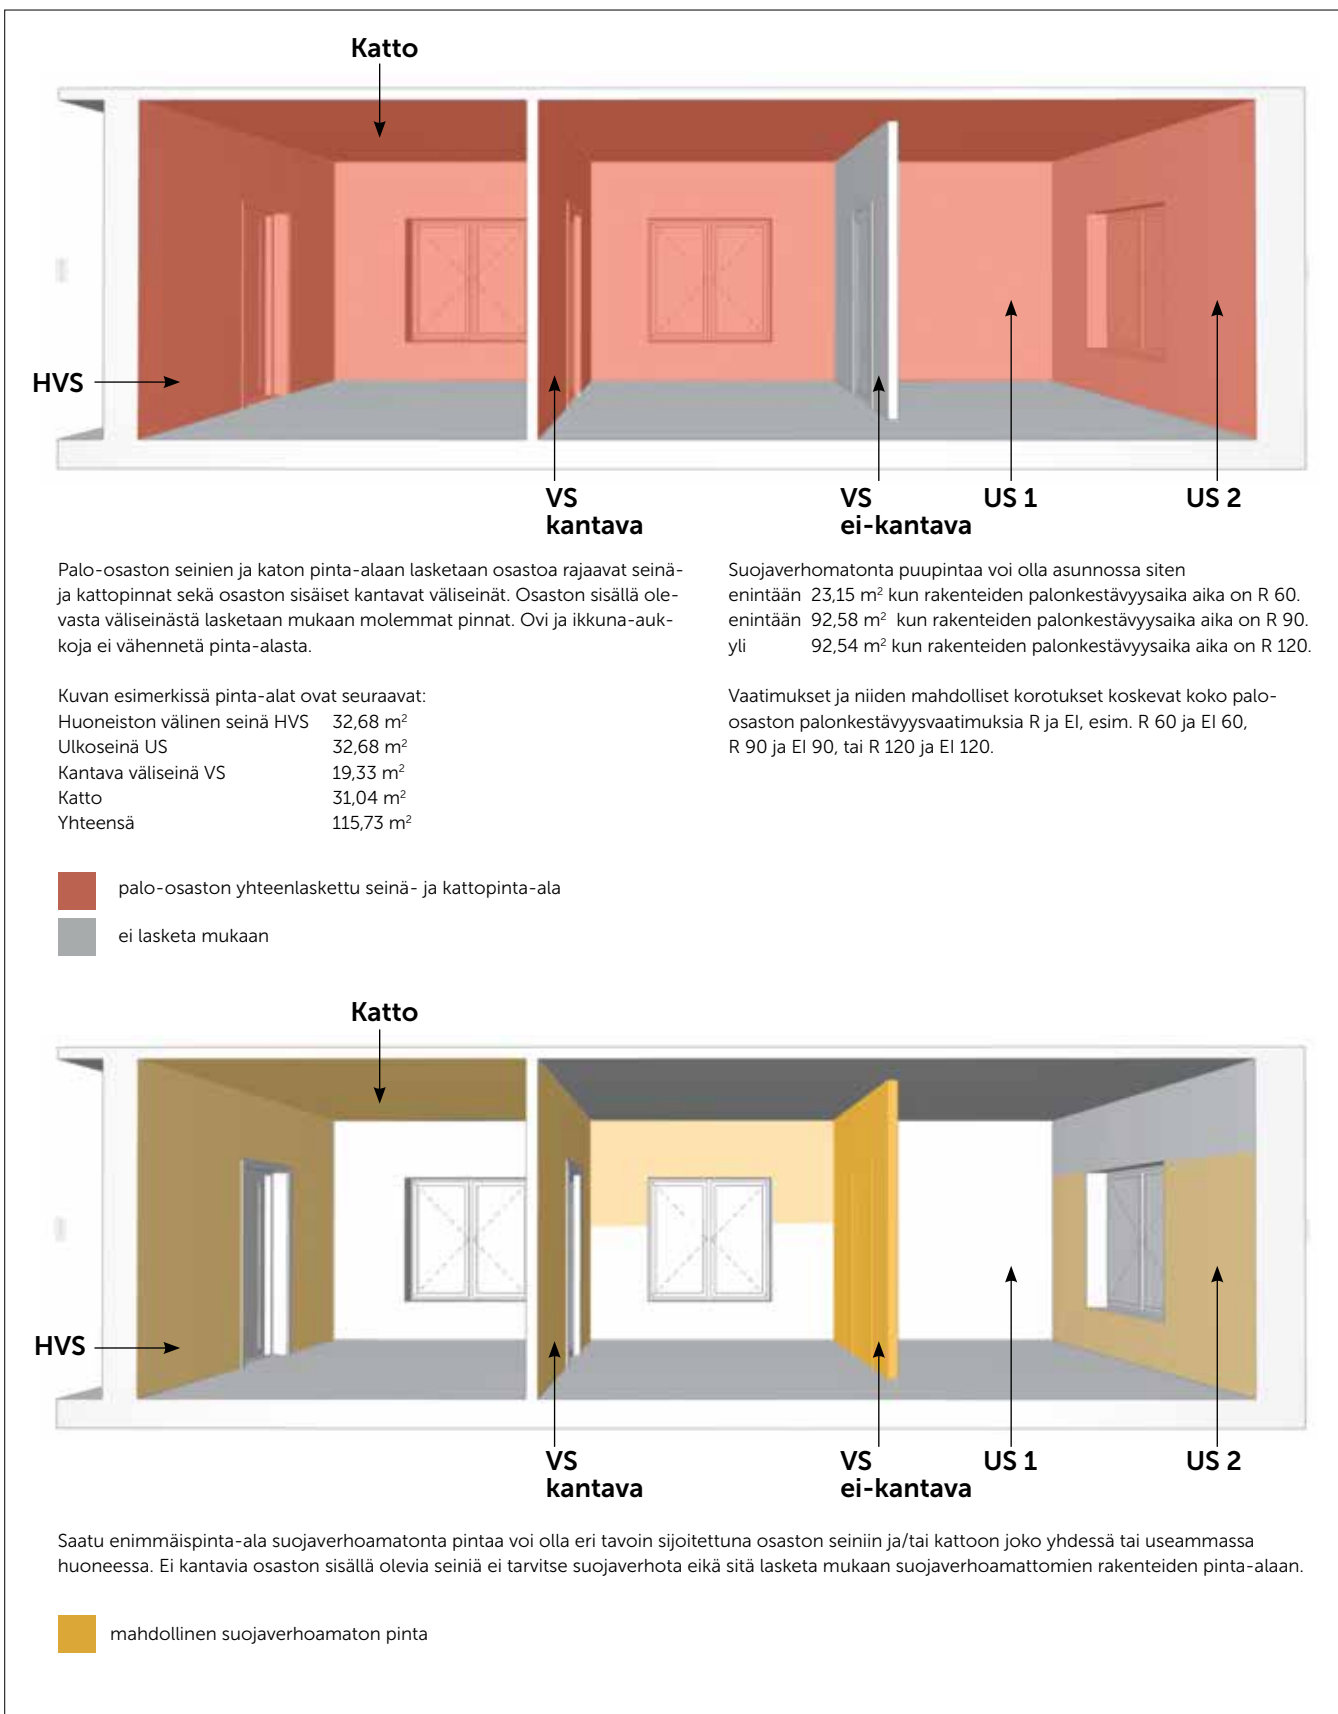 Katto
HVS
VS
kantava
VS
ei-kantava
US 1
US 2
Palo-osaston seinien ja katon pinta-alaan lasketaan osastoa rajaavat seinä-
ja kattopinnat sekä osaston sisäiset kantavat väliseinät. Osaston sisällä ole-
vasta väliseinästä lasketaan mukaan molemmat pinnat. Ovi ja ikkuna-auk-
koja ei vähennetä pinta-alasta.
Kuvan esimerkissä pinta-alat ovat seuraavat:
Huoneiston välinen seinä HVS 32,68 m²
Ulkoseinä US 32,68 m²
Kantava väliseinä VS 19,33 m²
Katto 31,04 m²
Yhteensä 115,73 m²
Suojaverhomatonta puupintaa voi olla asunnossa siten
enintään 23,15 m² kun rakenteiden palonkestävyysaika aika on R 60.
enintään 92,58 m² kun rakenteiden palonkestävyysaika aika on R 90.
yli 92,54 m² kun rakenteiden palonkestävyysaika aika on R 120.
Vaatimukset ja niiden mahdolliset korotukset koskevat koko palo-
osaston palonkestävyysvaatimuksia R ja EI, esim. R 60 ja EI 60,
R 90 ja EI 90, tai R 120 ja EI 120.
palo-osaston yhteenlaskettu seinä- ja kattopinta-ala
ei lasketa mukaan
Katto
HVS
VS
kantava
VS
ei-kantava
US 1
US 2
Saatu enimmäispinta-ala suojaverhoamatonta pintaa voi olla eri tavoin sijoitettuna osaston seiniin ja/tai kattoon joko yhdessä tai useammassa
huoneessa. Ei kantavia osaston sisällä olevia seiniä ei tarvitse suojaverhota eikä sitä lasketa mukaan suojaverhoamattomien rakenteiden pinta-alaan.
mahdollinen suojaverhoamaton pinta